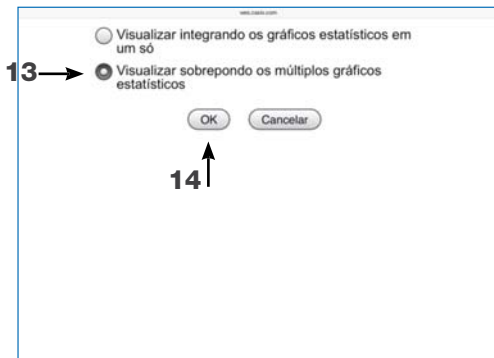 wes.casio.com
Visualizar integrando os gráficos estatísticos em
um só
13
Visualizar sobrepondo os múltiplos gráficos
estatísticos
OK Cancelar
14